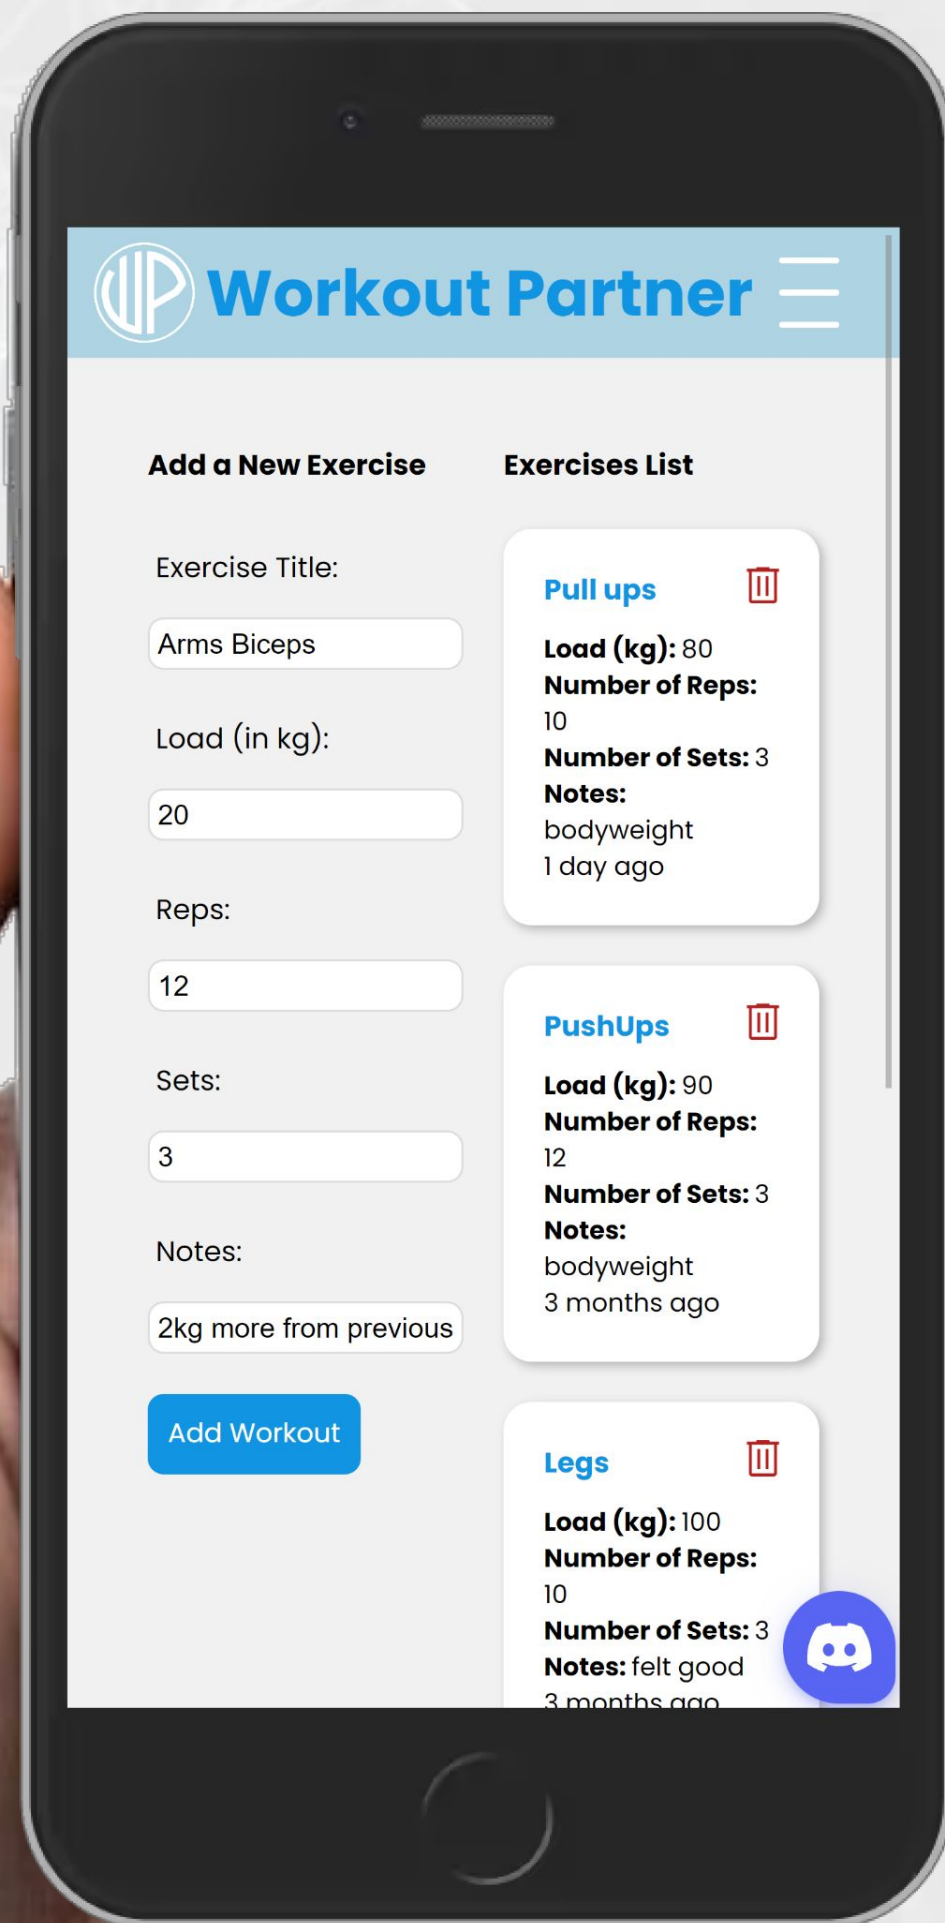 WP Workout Partner
Add a New Exercise
Exercise Title:
Arms Biceps
Load (in kg):
20
Reps:
12
Sets:
3
Notes:
2kg more from previous
Add Workout
Exercises List
Pull ups
Load (kg): 80
Number of Reps:
10
Number of Sets: 3
Notes:
bodyweight
1 day ago
PushUps
Load (kg): 90
Number of Reps:
12
Number of Sets: 3
Notes:
bodyweight
3 months ago
Legs
Load (kg): 100
Number of Reps:
10
Number of Sets: 3
Notes: felt good
3 months ago